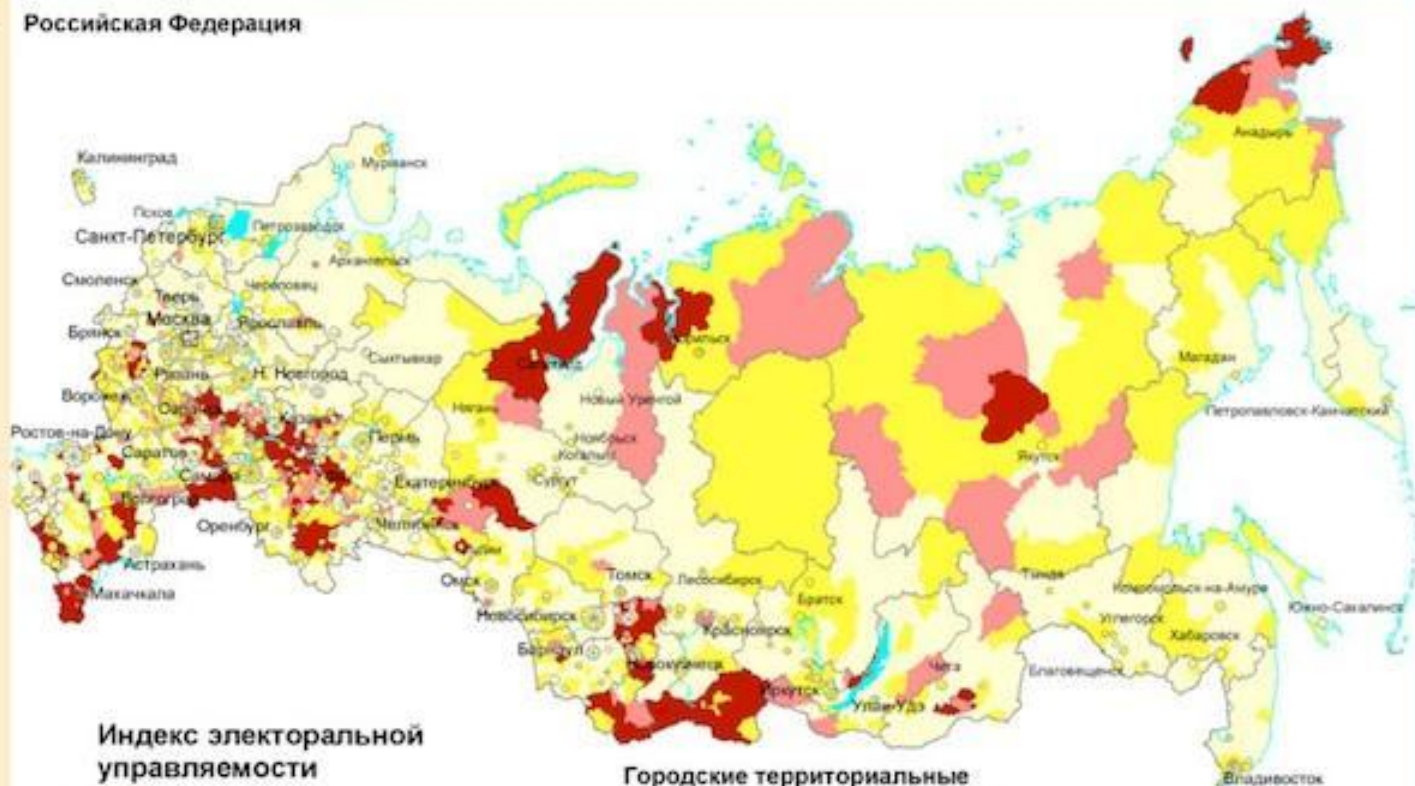 Российская Федерация
Калининград
Мурманск
Псков
Петрозаводск
Санкт-Петербург
Архангельск
Анадырь
Смоленск
Череповец
Тверь
Москва
Ярославль
Брянск
Сыктывкар
Рязань
Н. Новгород
Магадан
Воронеж
Нягань
Новый Уренгой
Петропавловск-Камчатский
Казань
Ростов-на-Дону
Пермь
Ноябрьск
Когалым
Саратов
Якутск
Екатеринбург
Сургут
Волгоград
Оренбург
Челябинск
Астрахань
Омск
Томск
Лесосибирск
Тында
Комсомольск-на-Амуре
Махачкала
Новосибирск
Братск
Южно-Сахалинск
Углегорск
Красноярск
Хабаровск
Барнаул
Новокузнецк
Чита
Благовещенск
Иркутск
Улан-Удэ
Индекс электоральной
управляемости
Городские территориальные
Владивосток